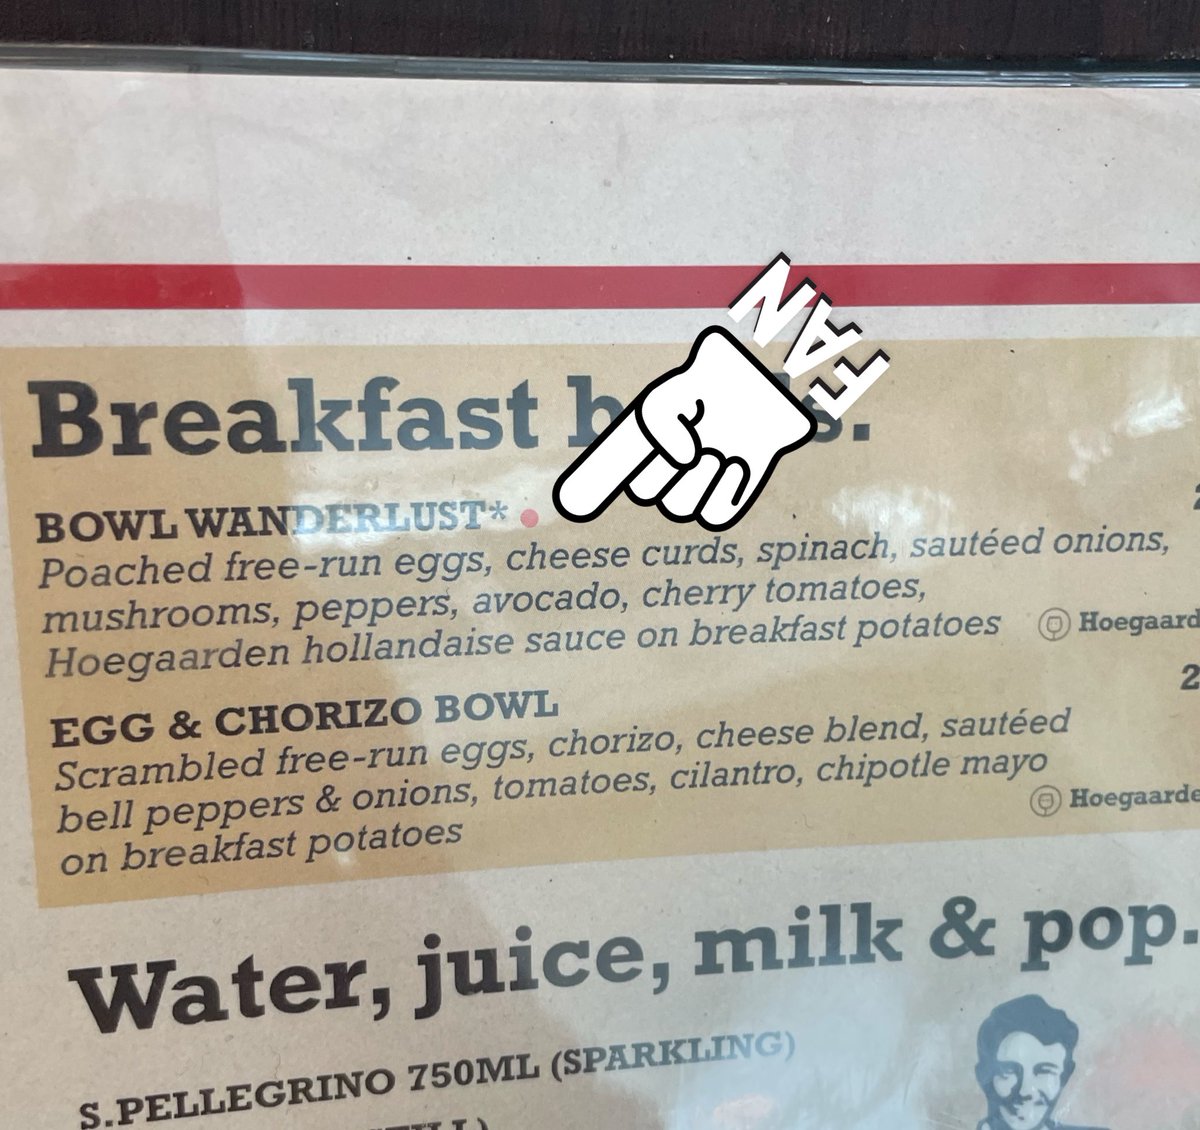 FAN
Breakfast
BOWL WANDERLUST*
Poached free-run eggs, cheese curds, spinach, sautéed onions,
mushrooms, peppers, avocado, cherry tomatoes,
Hoegaarden hollandaise sauce on breakfast potatoes
EGG & CHORIZO BOWL
Scrambled free-run eggs, chorizo, cheese blend, sautéed
bell peppers & onions, tomatoes, cilantro, chipotle mayo
on breakfast potatoes
Water, juice, milk & pop.
S.PELLEGRINO 750ML (SPARKLING)